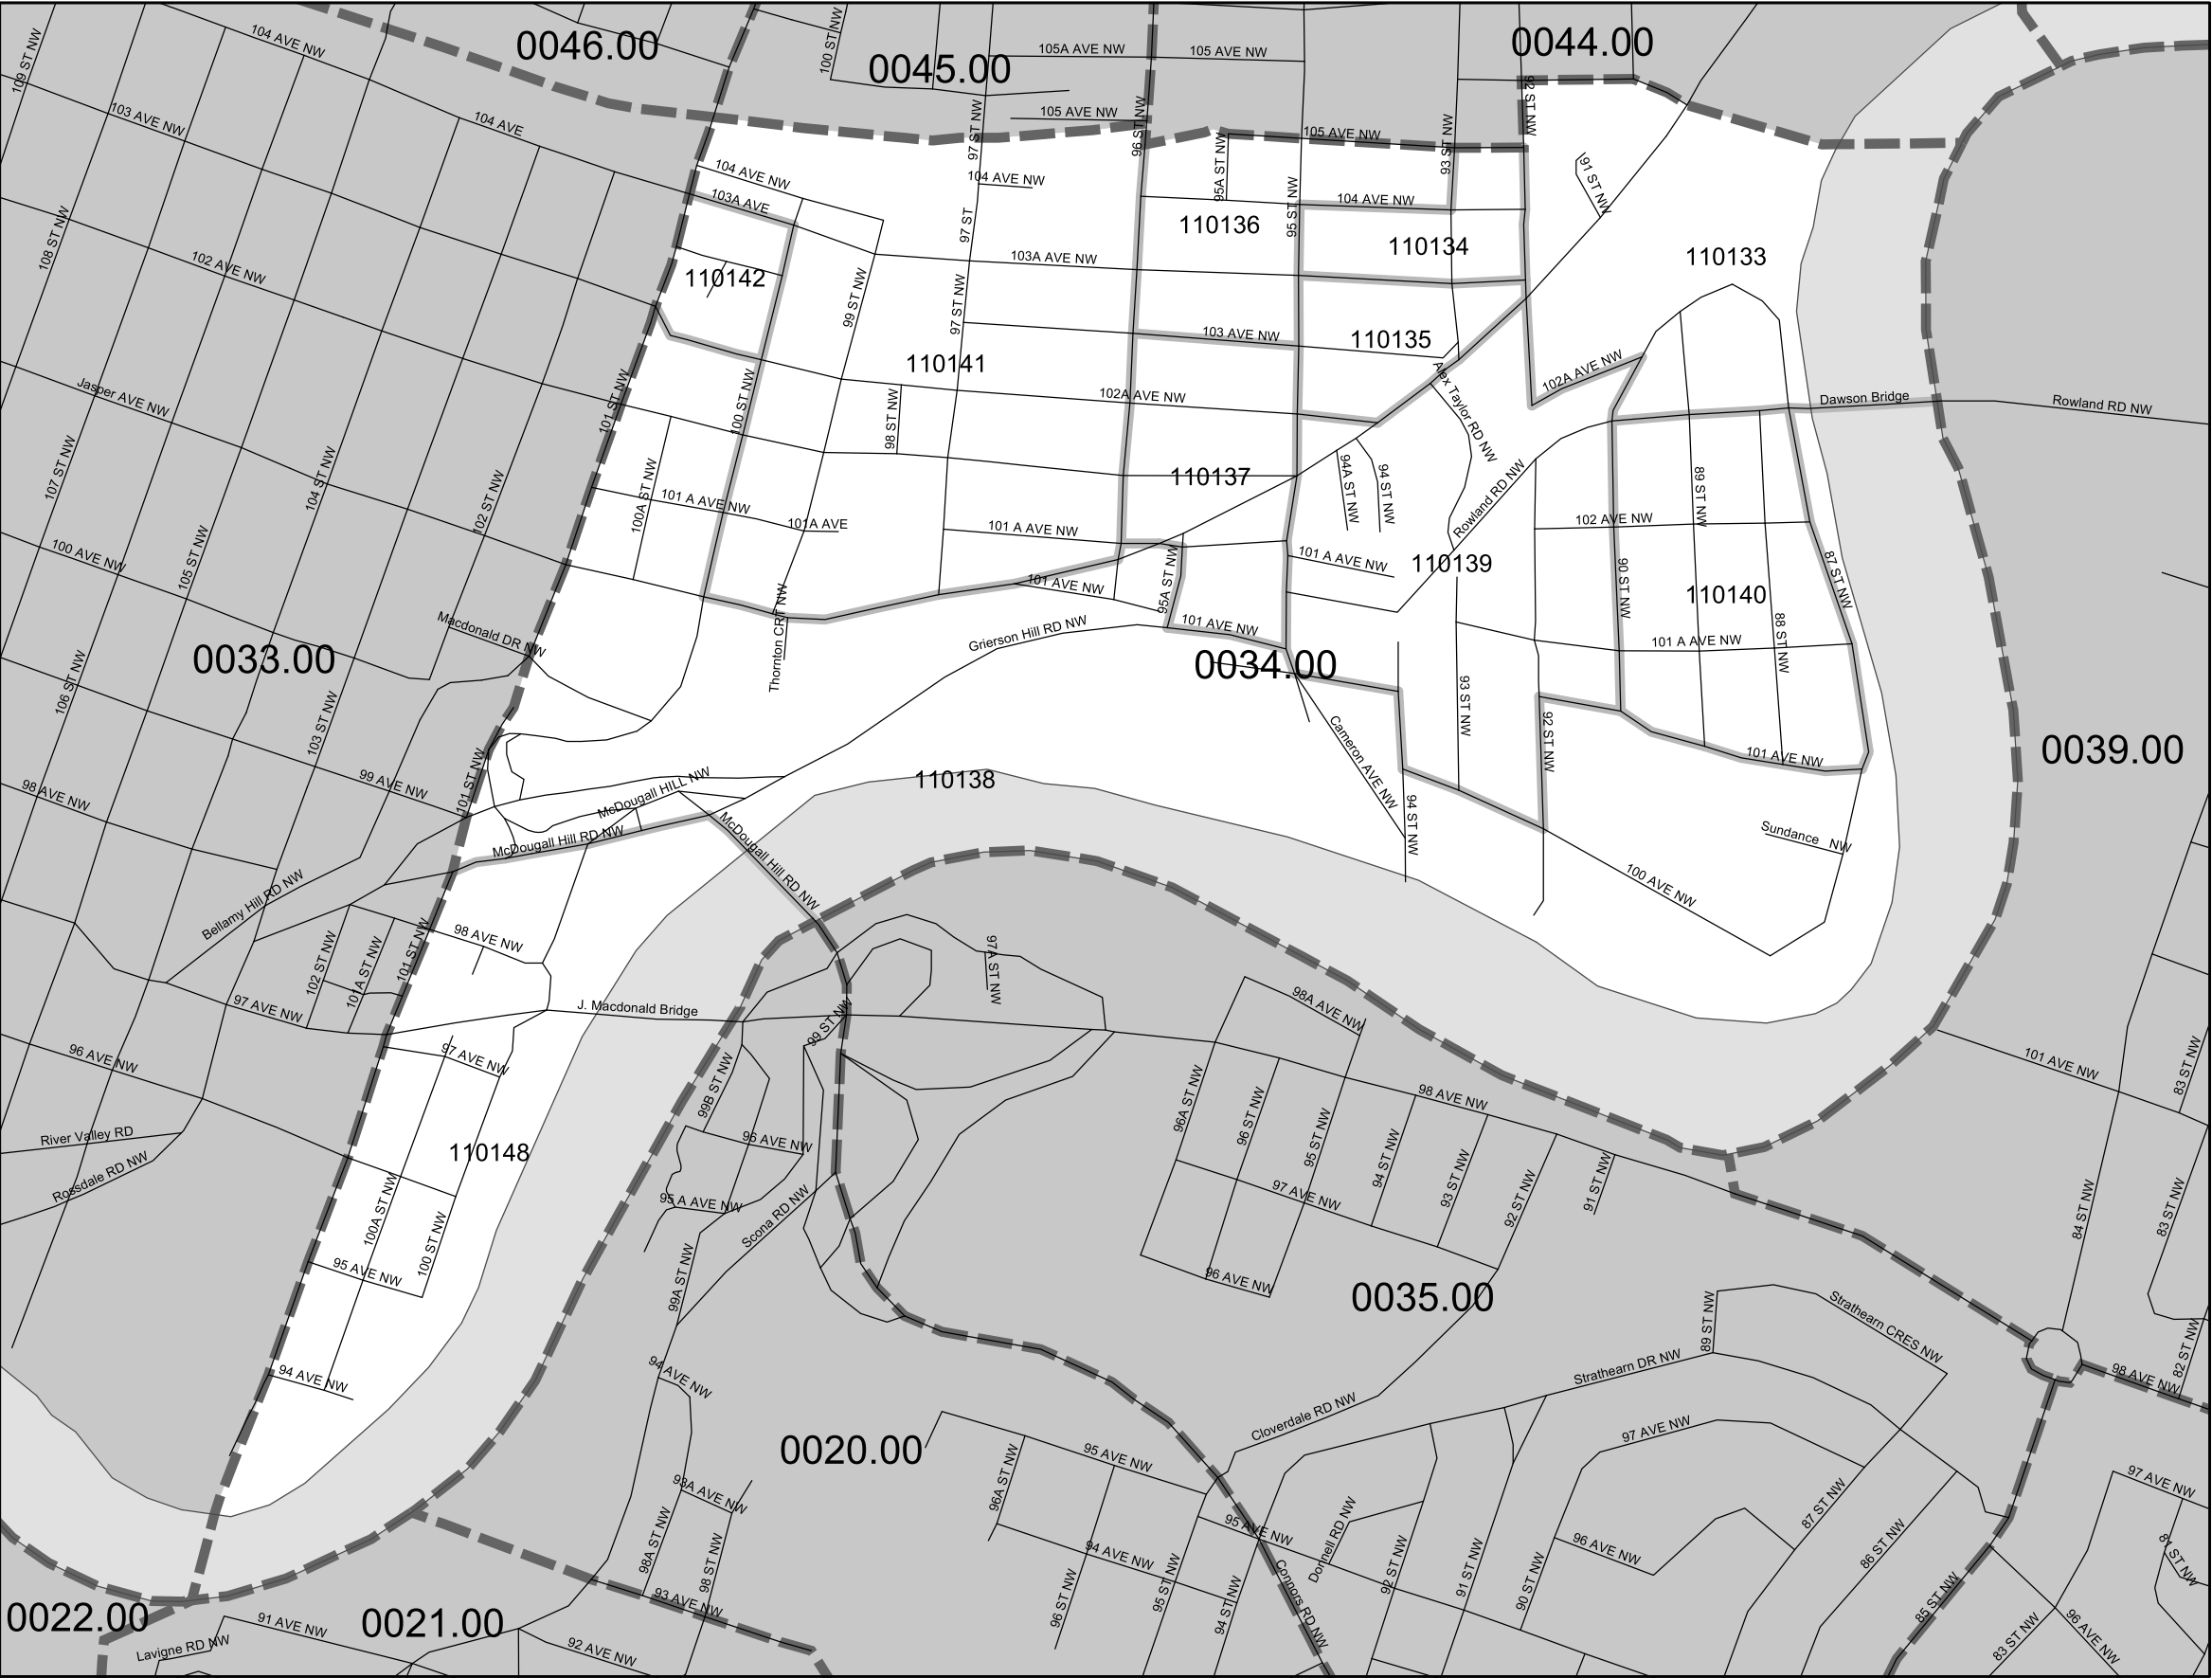 0046.00
0045.00
0044.00
109 ST NW
104 AVE NW
100 ST NW
105A AVE NW
105 AVE NW
103 AVE NW
104 AVE
97 ST NW
105 AVE NW
96 ST NW
105 AVE NW
93 ST NW
92 ST NW
95A ST NW
91 ST NW
104 AVE NW
104 AVE NW
103A AVE
97 ST
95 ST NW
104 AVE NW
110136
110134
110133
108 ST NW
102 AVE NW
110142
103A AVE NW
99 ST NW
97 ST NW
103 AVE NW
110135
110141
Jasper AVE NW
101 ST NW
100 ST NW
98 ST NW
102A AVE NW
Alex Taylor RD NW
102A AVE NW
Dawson Bridge
Rowland RD NW
107 ST NW
104 ST NW
102 ST NW
100A ST NW
101 A AVE NW
101A AVE
101 A AVE NW
110137
94A ST NW
94 ST NW
Rowland RD NW
89 ST NW
102 AVE NW
100 AVE NW
105 ST NW
101 AVE NW
95A ST NW
101 A AVE NW
110139
90 ST NW
110140
87 ST NW
88 ST NW
Macdonald DR NW
Thornton CRT NW
Grierson Hill RD NW
101 AVE NW
101 A AVE NW
0033.00
0034.00
106 ST NW
103 ST NW
93 ST NW
92 ST NW
0039.00
101 AVE NW
Cameron AVE NW
98 AVE NW
99 AVE NW
101 ST NW
McDougall HILL NW
110138
McDougall Hill RD NW
McDougall Hill RD NW
94 ST NW
Sundance NW
100 AVE NW
Bellamy Hill RD NW
98 AVE NW
102 ST NW
101A ST NW
101 ST NW
97A ST NW
98A AVE NW
97 AVE NW
J. Macdonald Bridge
99 ST NW
96 AVE NW
97 AVE NW
99B ST NW
96A ST NW
96 ST NW
95 ST NW
98 AVE NW
101 AVE NW
83 ST NW
River Valley RD
Rossdale RD NW
110148
96 AVE NW
94 ST NW
93 ST NW
92 ST NW
91 ST NW
97 AVE NW
95 A AVE NW
Scona RD NW
100A ST NW
100 ST NW
95 AVE NW
99A ST NW
96 AVE NW
0035.00
84 ST NW
83 ST NW
89 ST NW
Strathearn CRES NW
Strathearn DR NW
82 ST NW
98 AVE NW
94 AVE NW
94 AVE NW
Cloverdale RD NW
0020.00
95 AVE NW
97 AVE NW
96A ST NW
93A AVE NW
95 AVE NW
87 ST NW
97 AVE NW
98A ST NW
98 ST NW
94 AVE NW
Donnell RD NW
96 AVE NW
86 ST NW
81 ST NW
93 AVE NW
96 ST NW
95 ST NW
94 ST NW
Connors RD NW
92 ST NW
91 ST NW
90 ST NW
85 ST NW
83 ST NW
96 AVE NW
0022.00
0021.00
91 AVE NW
Lavigne RD NW
92 AVE NW